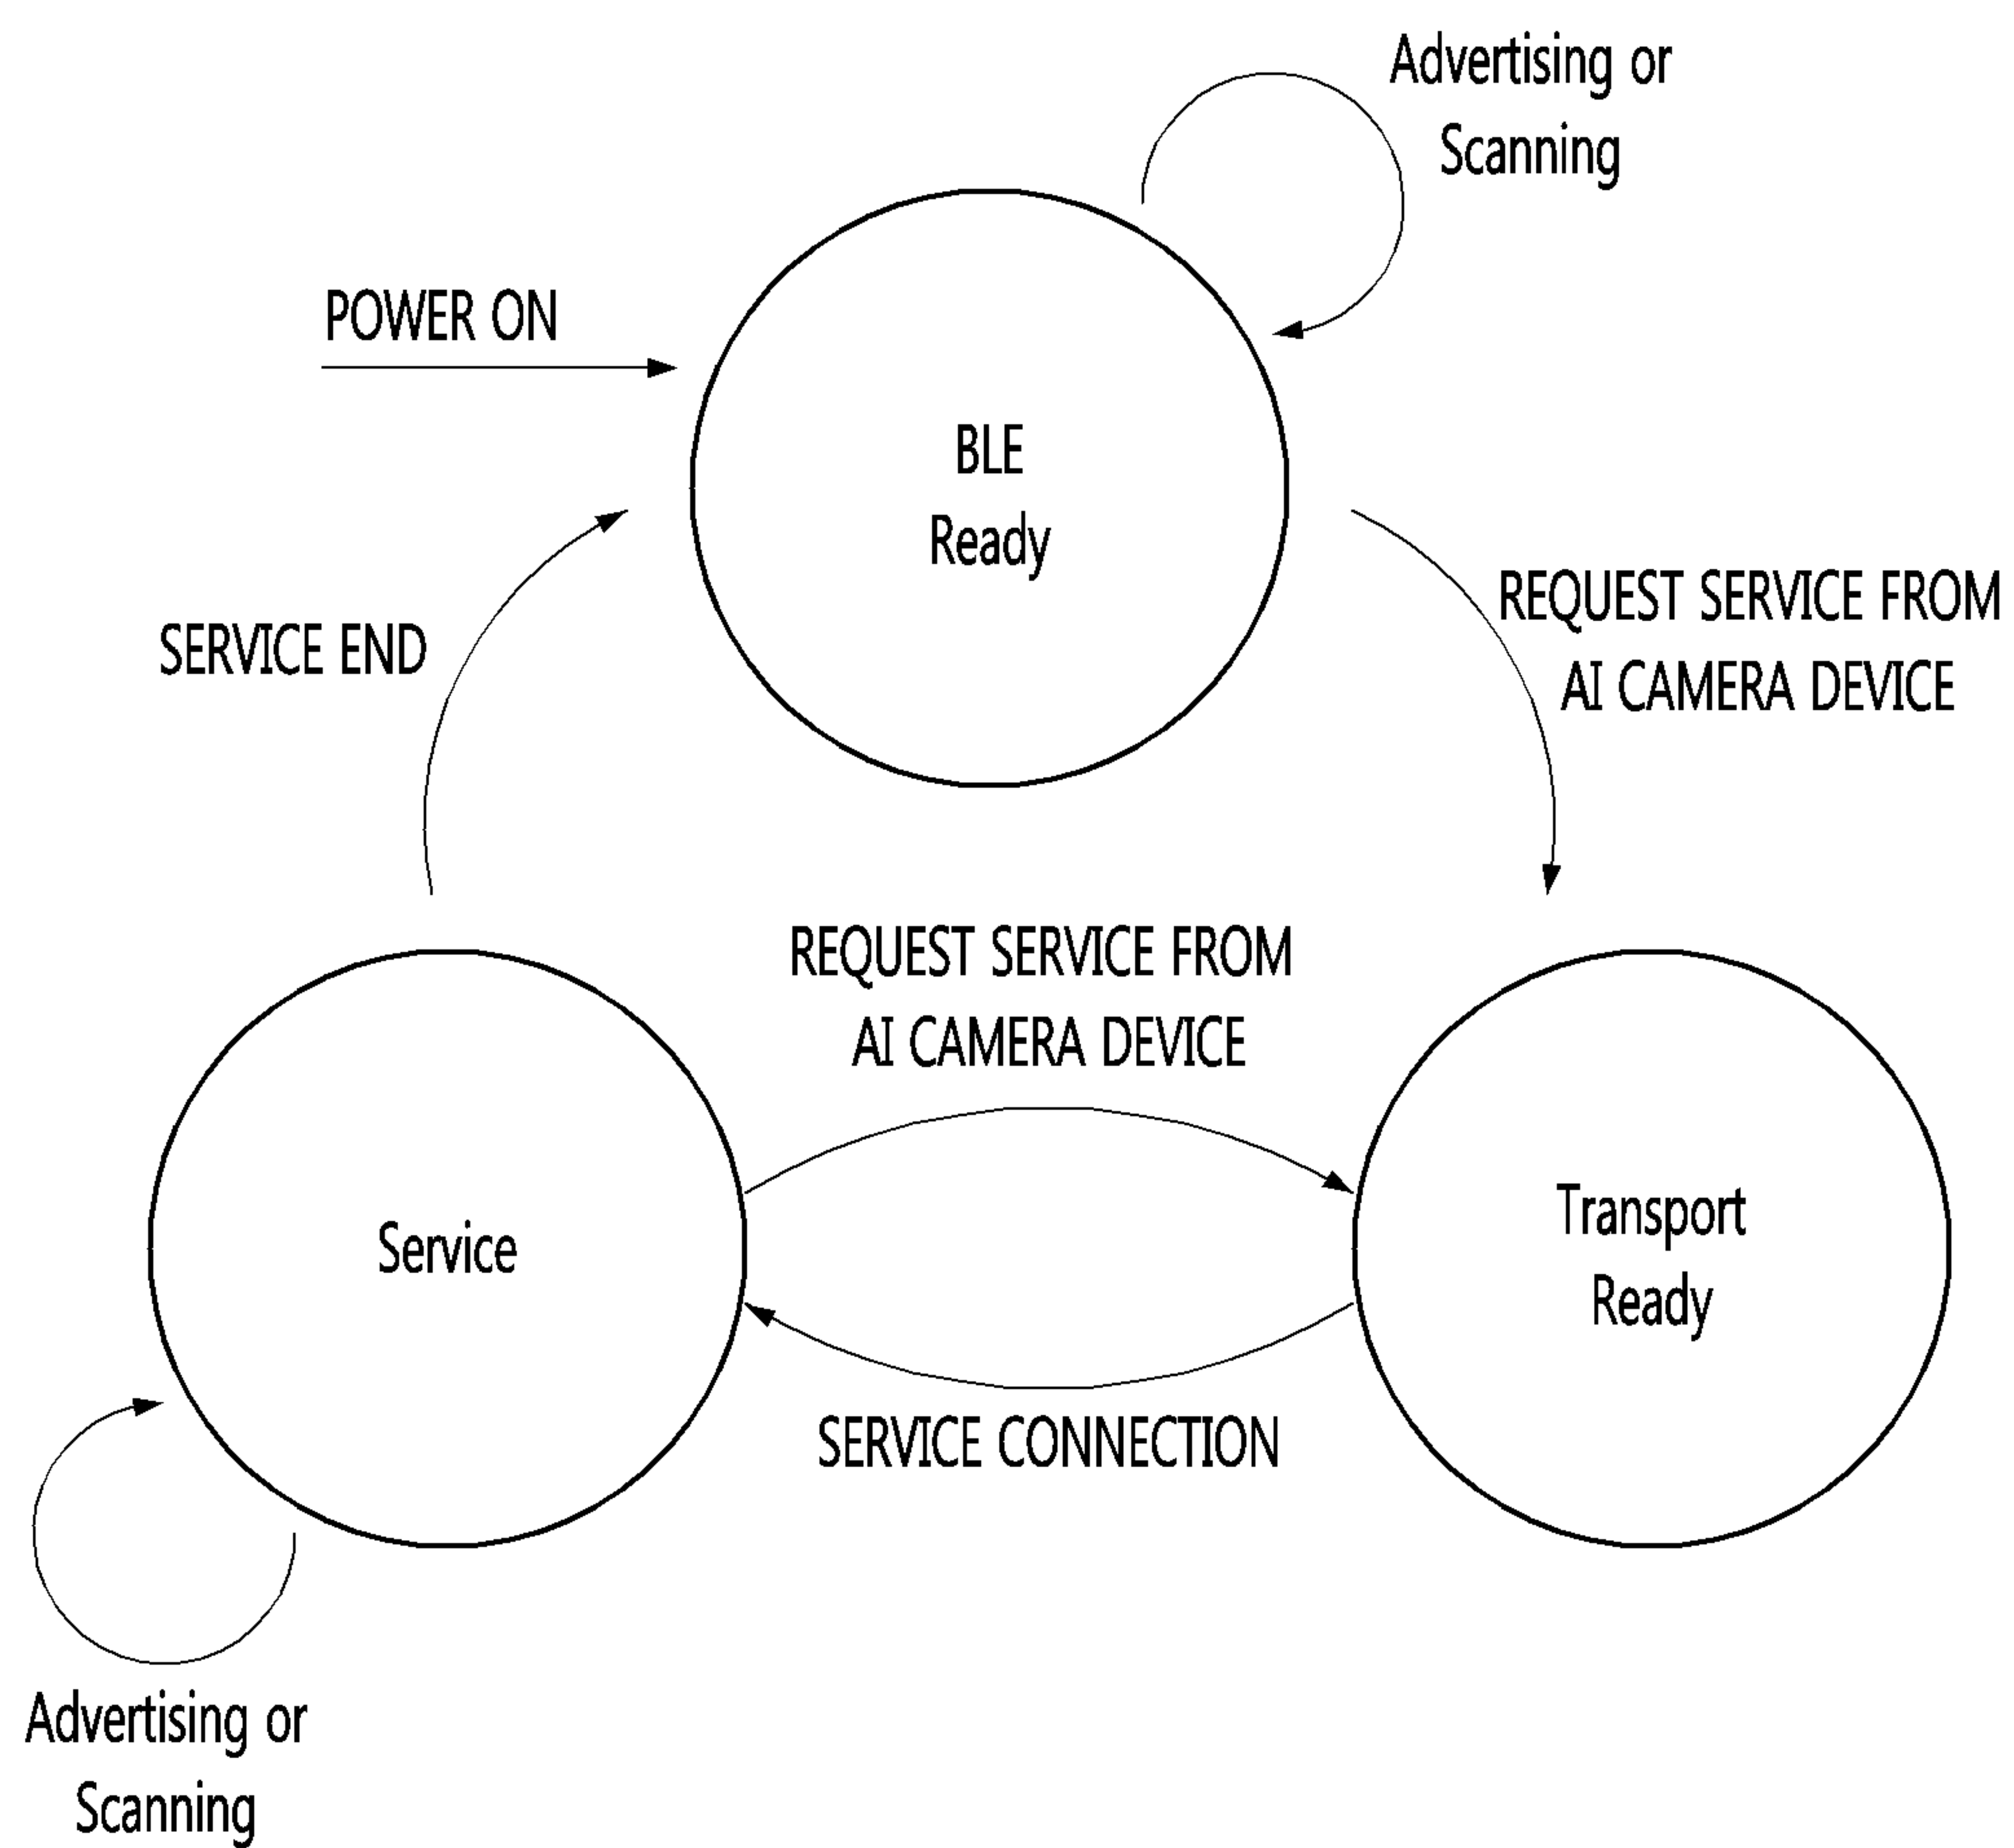 Advertising or
Scanning
POWER ON
BLE
Ready
REQUEST SERVICE FROM
AI CAMERA DEVICE
SERVICE END
REQUEST SERVICE FROM
AI CAMERA DEVICE
Service
Transport
Ready
SERVICE CONNECTION
Advertising or
Scanning